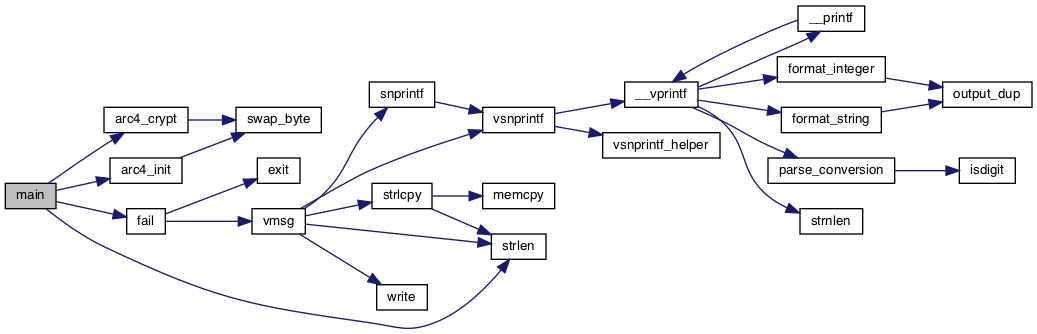 main
arc4_crypt
arc4_init
fail
swap_byte
exit
vmsg
snprintf
strlcpy
write
vsnprintf
memcpy
strlen
__vprintf
vsnprintf_helper
__printf
format_integer
format_string
parse_conversion
strnlen
output_dup
isdigit